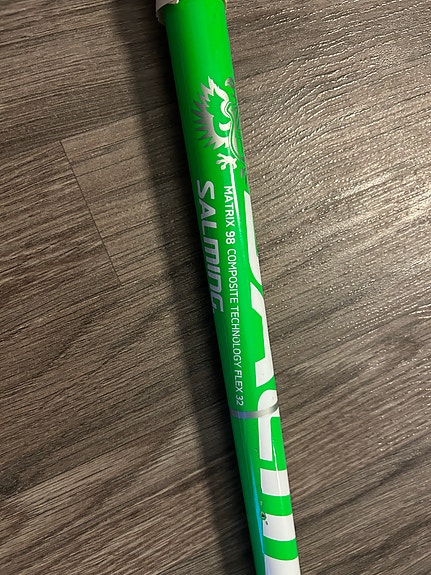 MATRIX 98 COMPOSITE TECHNOLOGY FLEX 32
SALMING